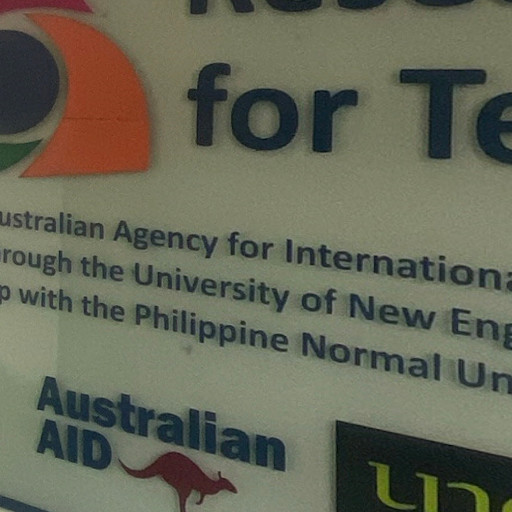 for Te
ustralian Agency for Internationa
rough the University of New Eng
p with the Philippine Normal Un
Australian
AID
une